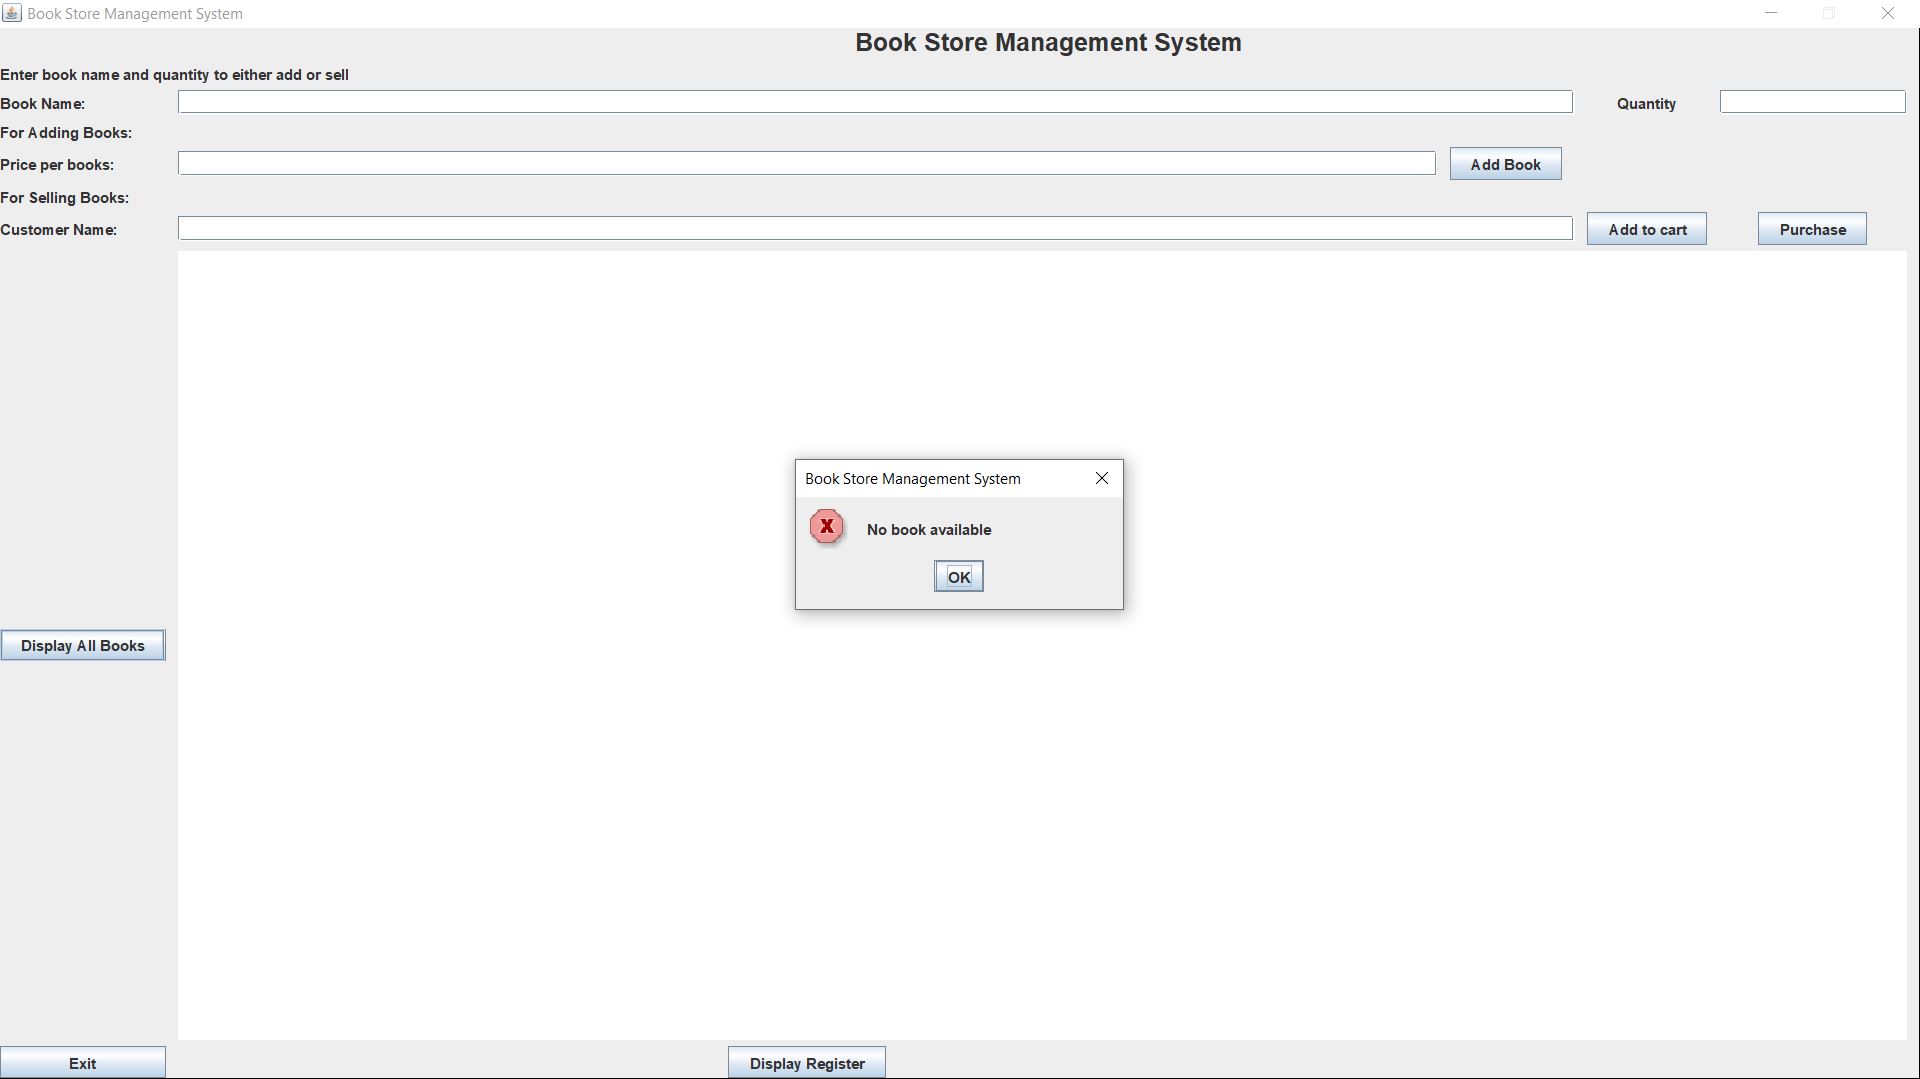 Book Store Management System
Book Store Management System
Enter book name and quantity to either add or sell
Book Name:
Quantity
For Adding Books:
Price per books:
Add Book
For Selling Books:
Customer Name:
Add to cart
Purchase
Book Store Management System
X
No book available
OK
Display All Books
Exit
Display Register